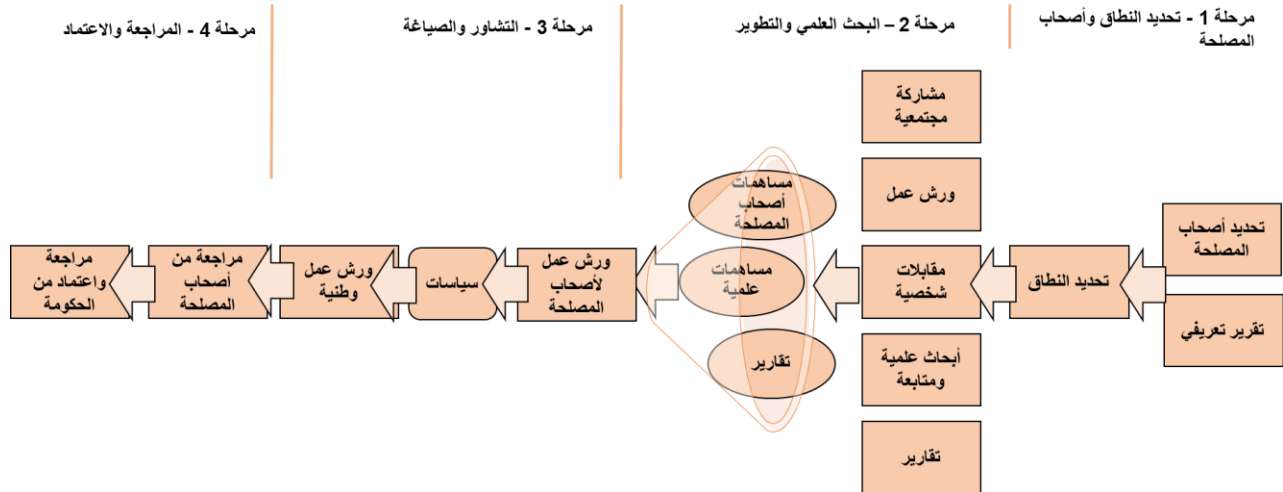 مرحلة 1 - تحديد النطاق وأصحاب
المصلحة
مرحلة 2 – البحث العلمي والتطوير
مرحلة 3 - التشاور والصياغة
مرحلة 4 - المراجعة والاعتماد
تحديد أصحاب
المصلحة
تقرير تعريفي
تحديد النطاق
مشاركة
مجتمعية
ورش عمل
مقابلات
شخصية
أبحاث علمية
ومتابعة
تقارير
مساهمات
أصحاب
المصلحة
مساهمات
علمية
تقارير
ورش عمل
لأصحاب
المصلحة
سياسات
ورش عمل
وطنية
مراجعة من
أصحاب
المصلحة
مراجعة
واعتماد من
الحكومة